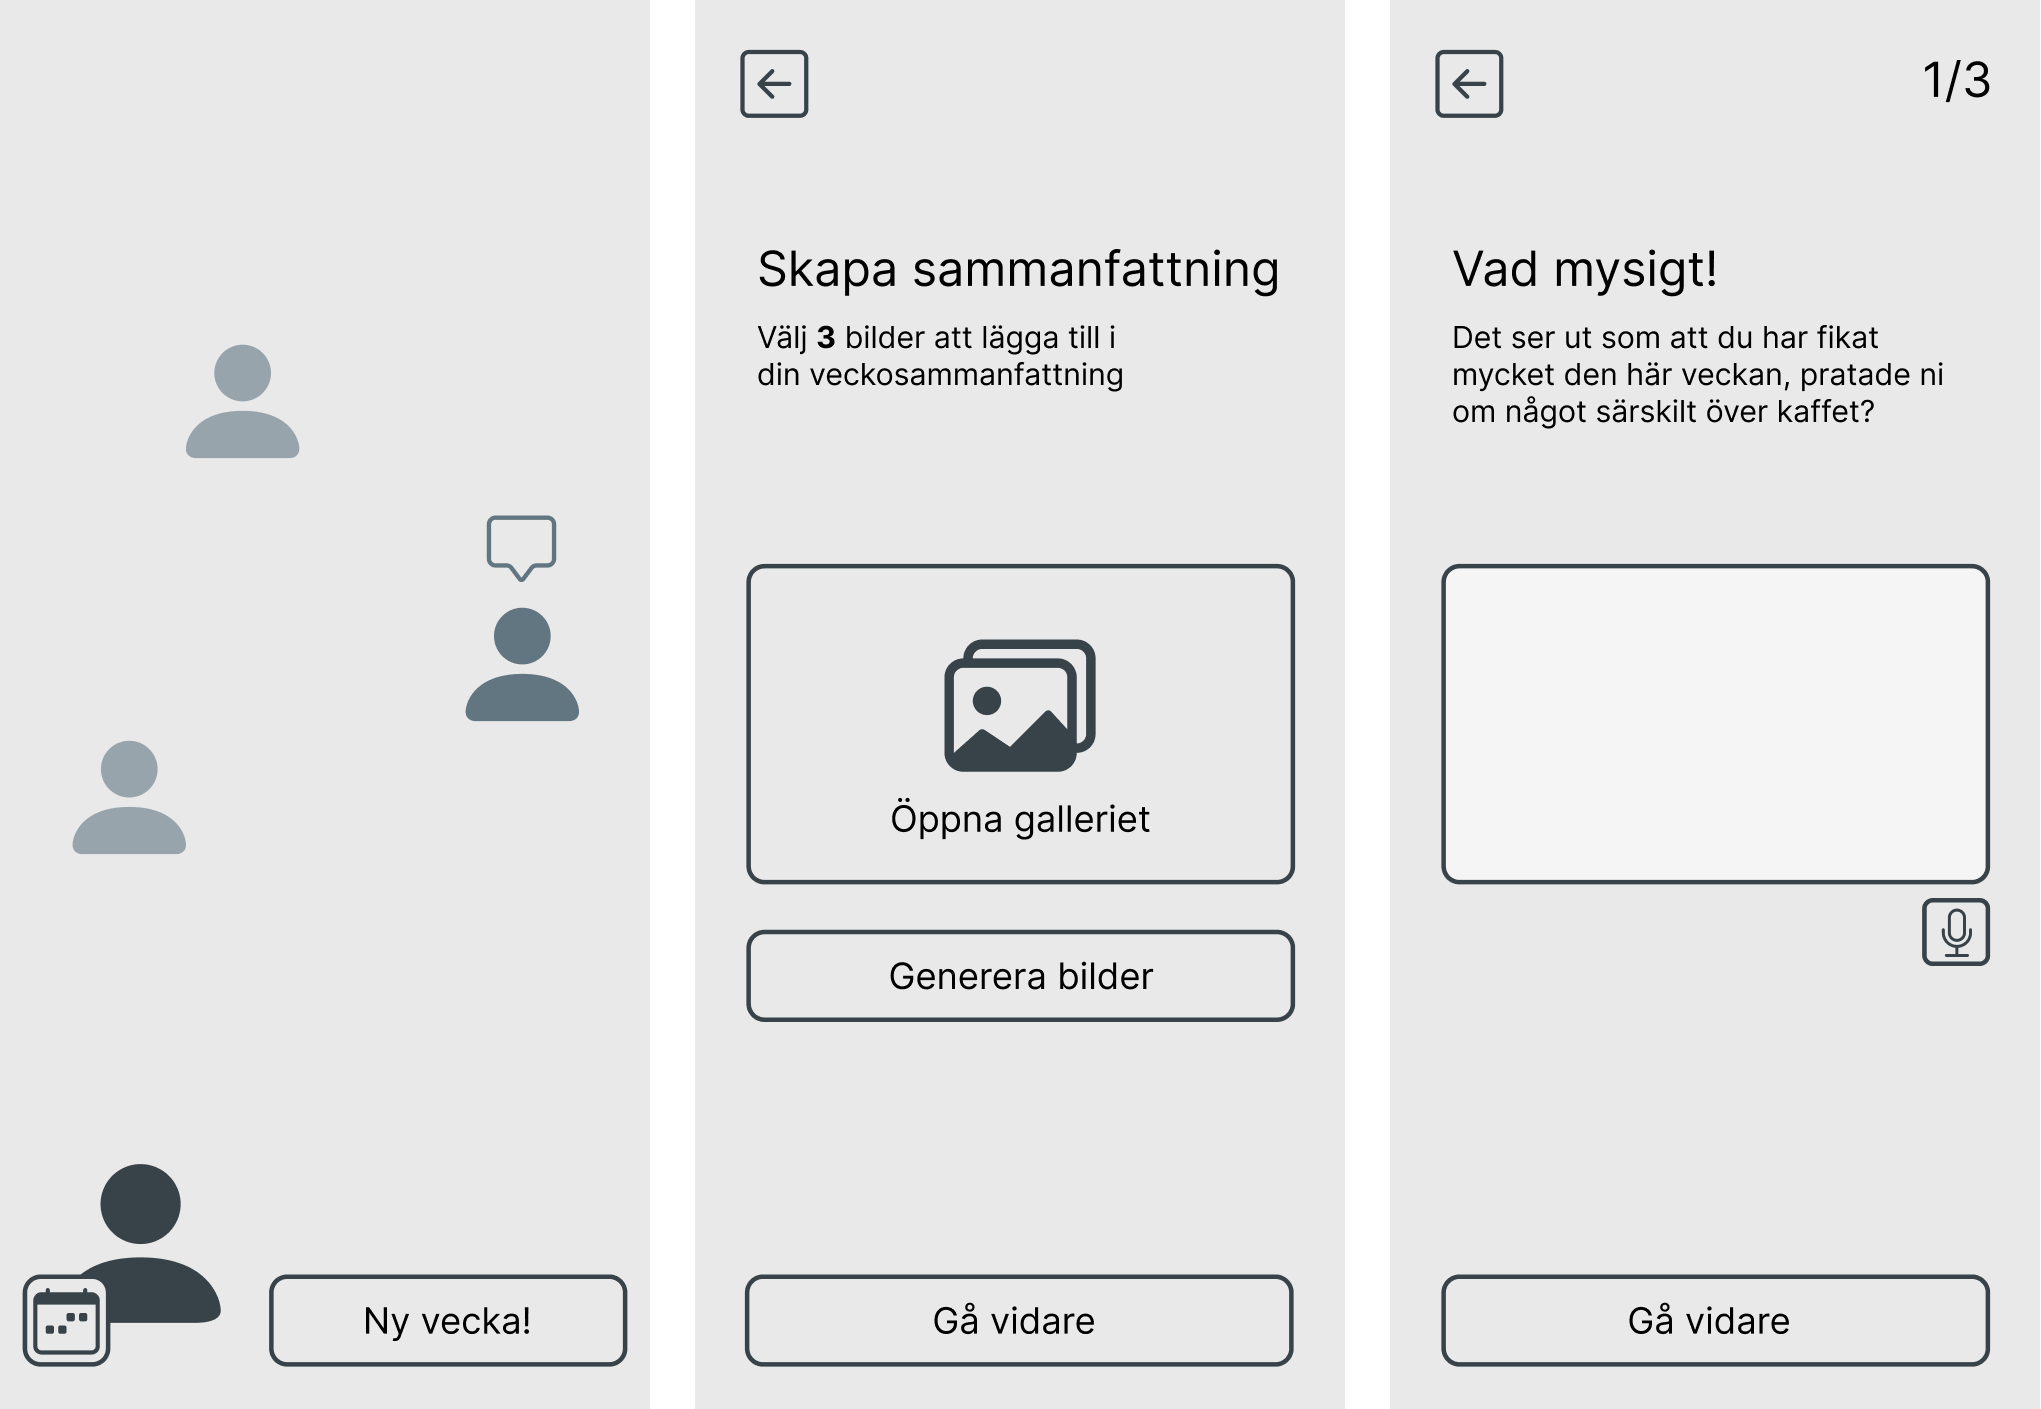 Ny vecka!
Skapa sammanfattning
Välj 3 bilder att lägga till i
din veckosammanfattning
Öppna galleriet
Generera bilder
Gå vidare
1/3
Vad mysigt!
Det ser ut som att du har fikat
mycket den här veckan, pratade ni
om något särskilt över kaffet?
Gå vidare